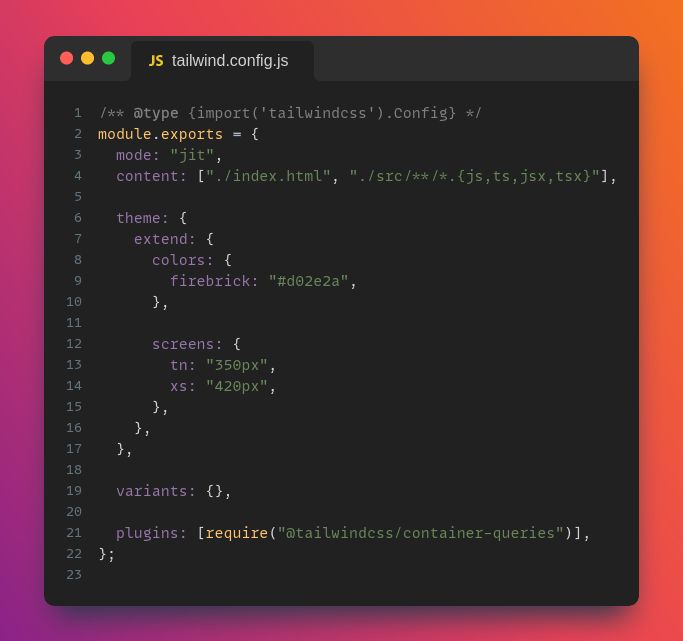 JS tailwind.config.js
1 /** @type {import('tailwindcss').Config} */
2 module.exports = {
3   mode: "jit",
4   content: ["./index.html", "./src/**/*.{js,ts,jsx,tsx}"],
5
6   theme: {
7     extend: {
8       colors: {
9         firebrick: "#d02e2a",
10       },
11
12       screens: {
13         tn: "350px",
14         xs: "420px",
15       },
16     },
17   },
18
19   variants: {},
20
21   plugins: [require("@tailwindcss/container-queries")],
22 };
23